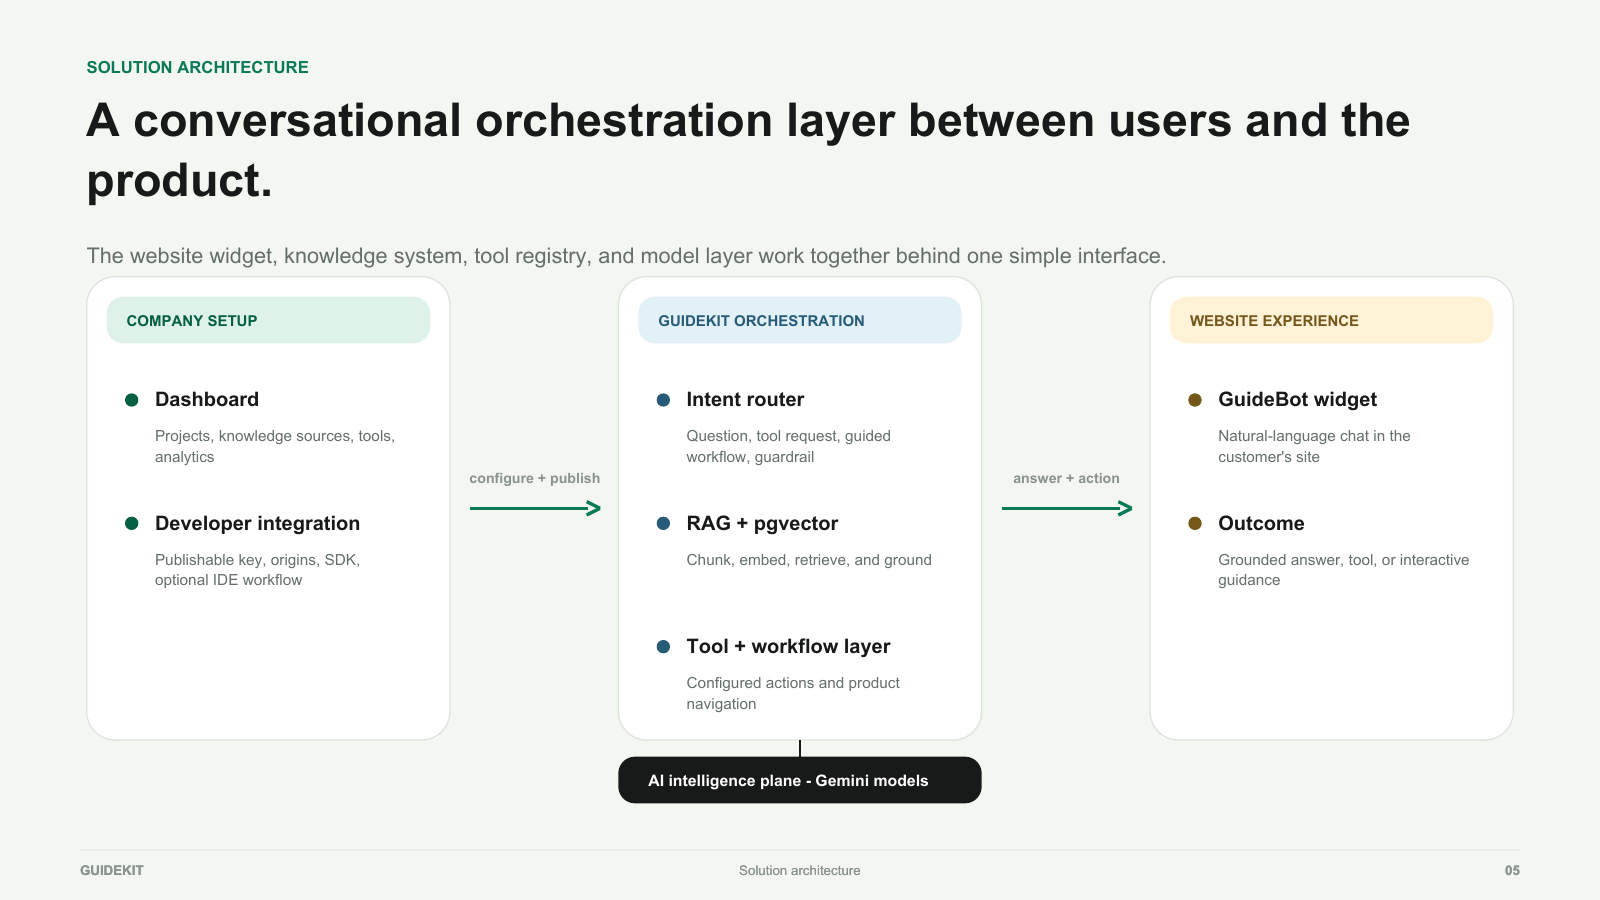 SOLUTION ARCHITECTURE
A conversational orchestration layer between users and the
product.
The website widget, knowledge system, tool registry, and model layer work together behind one simple interface.
COMPANY SETUP
Dashboard
Projects, knowledge sources, tools,
analytics
Developer integration
Publishable key, origins, SDK,
optional IDE workflow
configure + publish
GUIDEKIT ORCHESTRATION
Intent router
Question, tool request, guided
workflow, guardrail
RAG + pgvector
Chunk, embed, retrieve, and ground
Tool + workflow layer
Configured actions and product
navigation
AI intelligence plane - Gemini models
answer + action
WEBSITE EXPERIENCE
GuideBot widget
Natural-language chat in the
customer's site
Outcome
Grounded answer, tool, or interactive
guidance
GUIDEKIT
Solution architecture
05